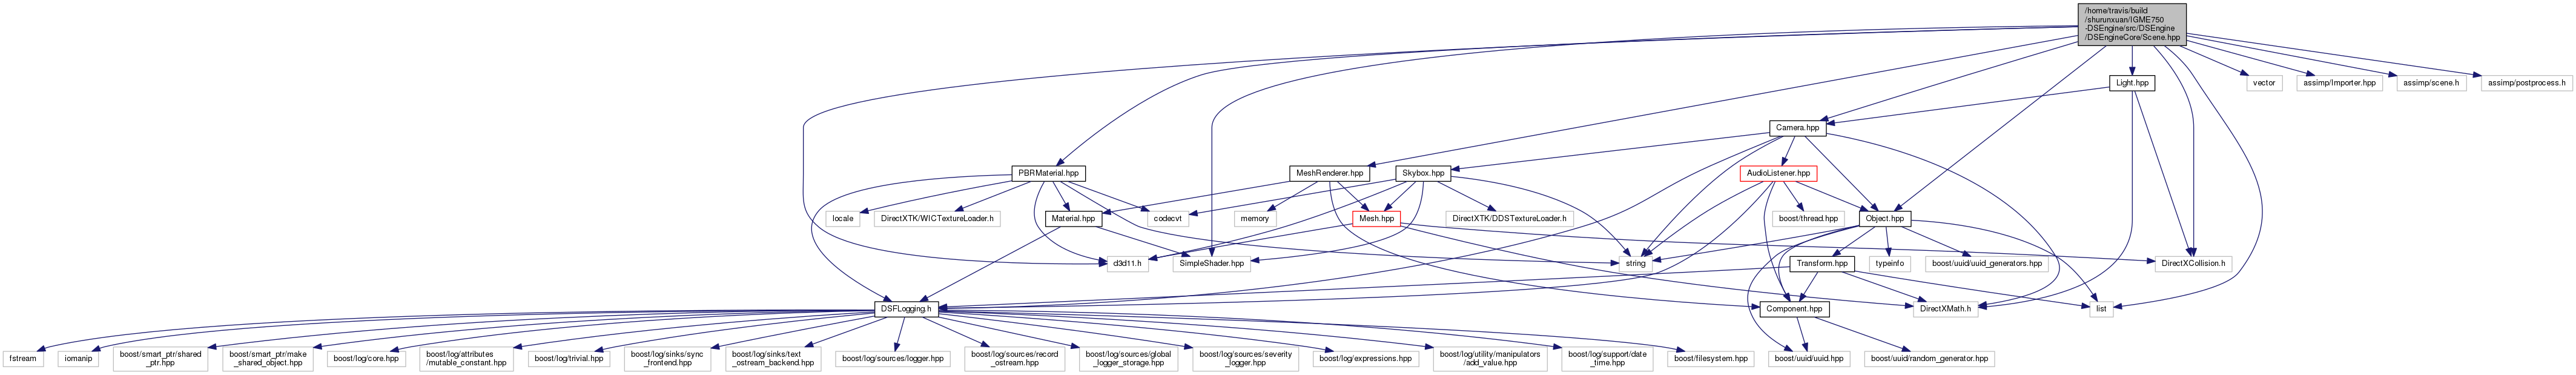 /home/travis/build
/shurunxuan/IGME750
-DSEngine/src/DSEngine
/DSEngineCore/Scene.hpp
Light.hpp
vector
assimp/Importer.hpp
assimp/scene.h
assimp/postprocess.h
Camera.hpp
PBRMaterial.hpp
MeshRenderer.hpp
Skybox.hpp
AudioListener.hpp
locale
DirectXTK/WICTextureLoader.h
Material.hpp
codecvt
memory
Mesh.hpp
DirectXTK/DDSTextureLoader.h
boost/thread.hpp
Object.hpp
d3d11.h
SimpleShader.hpp
string
Transform.hpp
typeinfo
boost/uuid/uuid_generators.hpp
DirectXCollision.h
DSFLogging.h
Component.hpp
DirectXMath.h
list
fstream
iomanip
boost/smart_ptr/shared
_ptr.hpp
boost/smart_ptr/make
_shared_object.hpp
boost/log/core.hpp
boost/log/attributes
/mutable_constant.hpp
boost/log/trivial.hpp
boost/log/sinks/sync
_frontend.hpp
boost/log/sinks/text
_ostream_backend.hpp
boost/log/sources/logger.hpp
boost/log/sources/record
_ostream.hpp
boost/log/sources/global
_logger_storage.hpp
boost/log/sources/severity
_logger.hpp
boost/log/expressions.hpp
boost/log/utility/manipulators
/add_value.hpp
boost/log/support/date
_time.hpp
boost/filesystem.hpp
boost/uuid/uuid.hpp
boost/uuid/random_generator.hpp